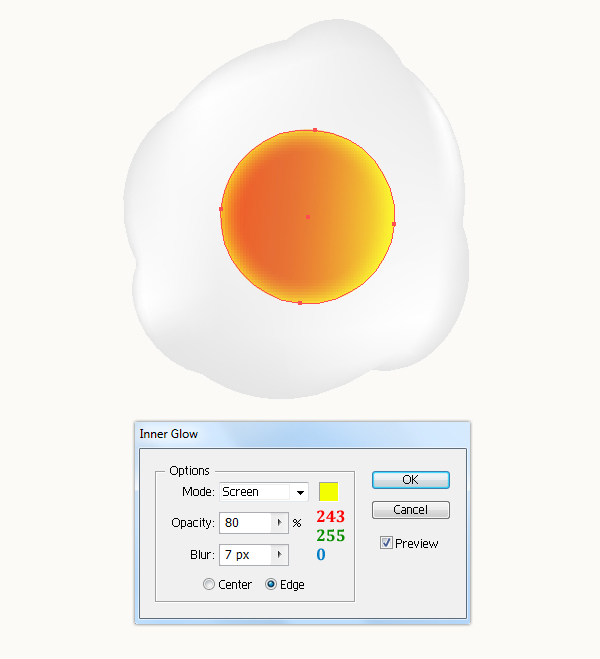 Inner Glow
Options
Mode: Screen
OK
243
Opacity: 80 %
Cancel
255
Blur: 7 px
0
Preview
Center Edge